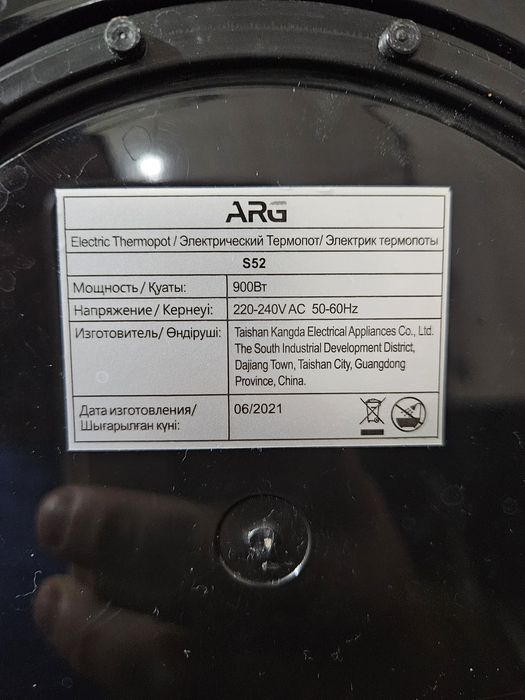 ARG
Electric Thermopot / Электрический Термопот/ Электрик термопоты
S52
Мощность / Қуаты: 900Вт
Напряжение / Кернеуі: 220-240V AC 50-60Hz
Изготовитель/ Өндіруші: Taishan Kangda Electrical Appliances Co., Ltd.
The South Industrial Development District,
Dajiang Town, Taishan City, Guangdong
Province, China.
Дата изготовления/ 06/2021
Шығарылған күні: